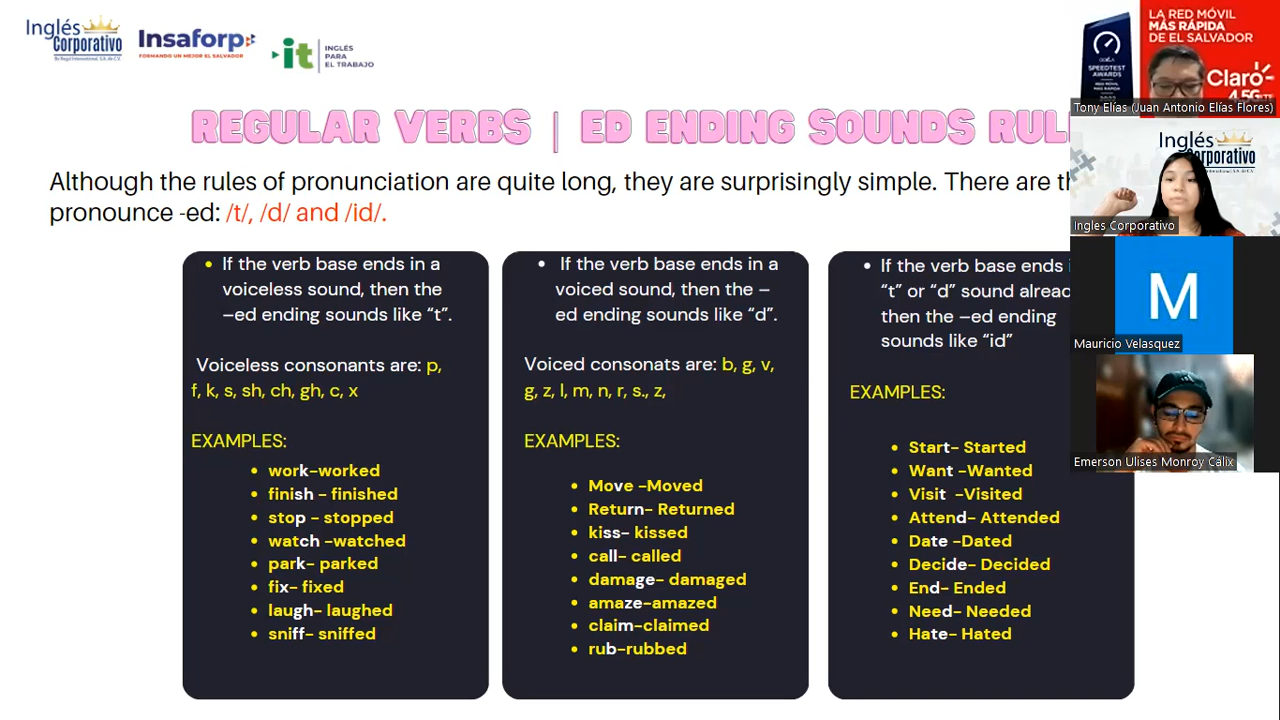 Inglés
Corporativo
By Regal International, S.A. de C.V.
Insaforp
FORMANDO UN MEJOR EL SALVADOR
it
INGLÉS
PARA
EL TRABAJO
REGULAR VERBS | ED ENDING SOUNDS RUL
Although the rules of pronunciation are quite long, they are surprisingly simple. There are th
pronounce -ed: /t/, /d/ and /id/.
• If the verb base ends in a
voiceless sound, then the
–ed ending sounds like “t”.
Voiceless consonants are: p,
f, k, s, sh, ch, gh, c, x
EXAMPLES:
• work–worked
• finish – finished
• stop – stopped
• watch –watched
• park– parked
• fix– fixed
• laugh– laughed
• sniff– sniffed
• If the verb base ends in a
voiced sound, then the –
ed ending sounds like “d”.
Voiced consonats are: b, g, v,
g, z, l, m, n, r, s., z,
EXAMPLES:
• Move –Moved
• Return– Returned
• kiss– kissed
• call– called
• damage– damaged
• amaze–amazed
• claim–claimed
• rub–rubbed
• If the verb base ends i
“t” or “d” sound alread
then the –ed ending
sounds like “id”
EXAMPLES:
• Start– Started
• Want –Wanted
• Visit –Visited
• Attend– Attended
• Date –Dated
• Decide– Decided
• End– Ended
• Need– Needed
• Hate– Hated
LA RED MÓVIL
MÁS RÁPIDA
DE EL SALVADOR
SPEEDTEST
AWARDS
Claro
4.5G
Tony Elías (Juan Antonio Elías Flores)
Inglés
Corporativo
Ingles Corporativo
M
Mauricio Velasquez
Emerson Ulises Monroy Cálix